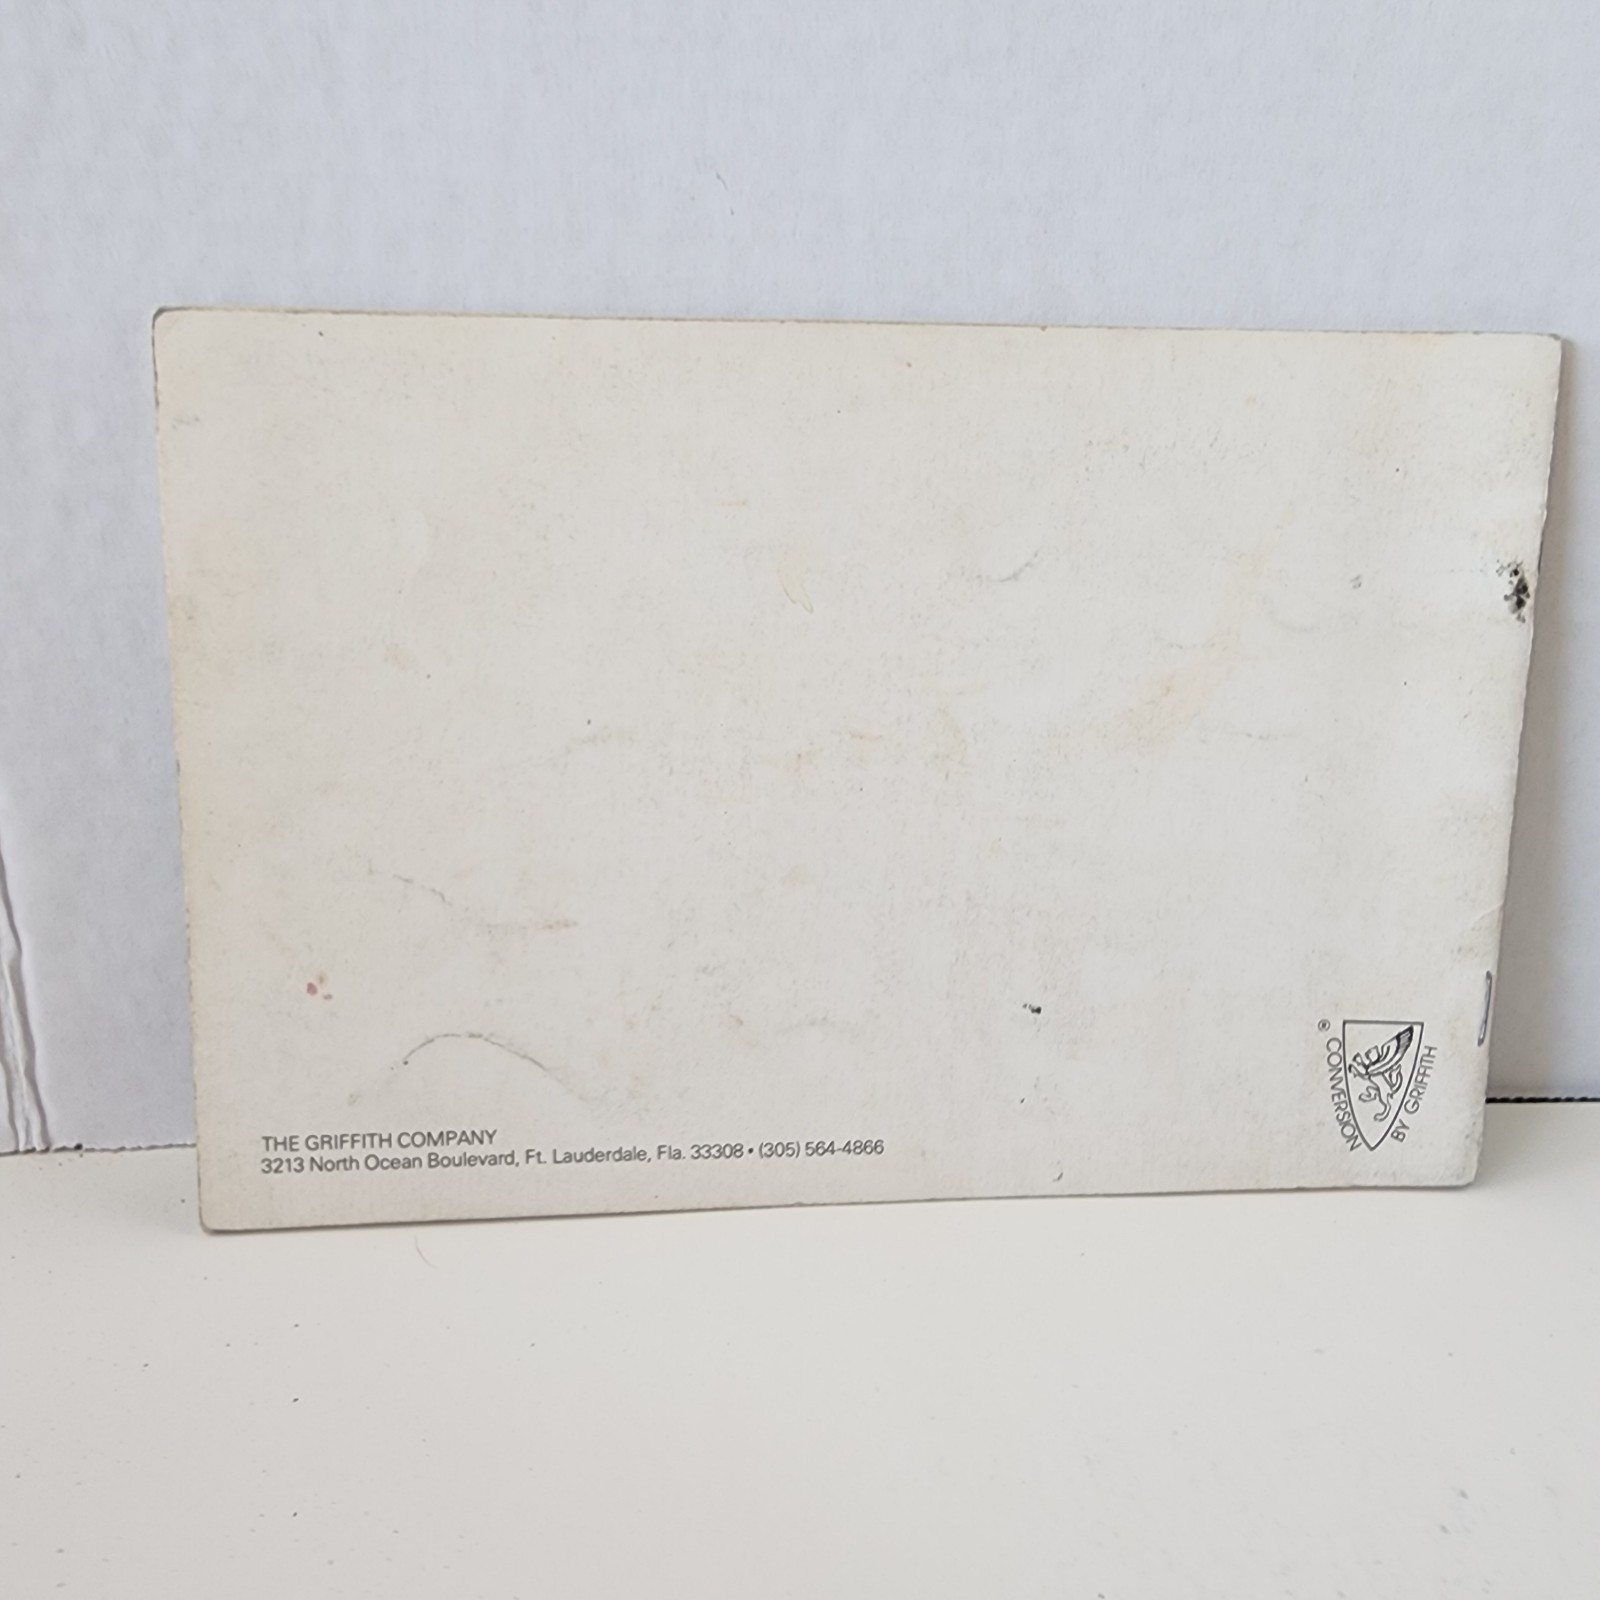 THE GRIFFITH COMPANY
3213 North Ocean Boulevard, Ft. Lauderdale, Fla. 33308 • (305) 564-4866
® CONVERSION
BY GRIFFITH